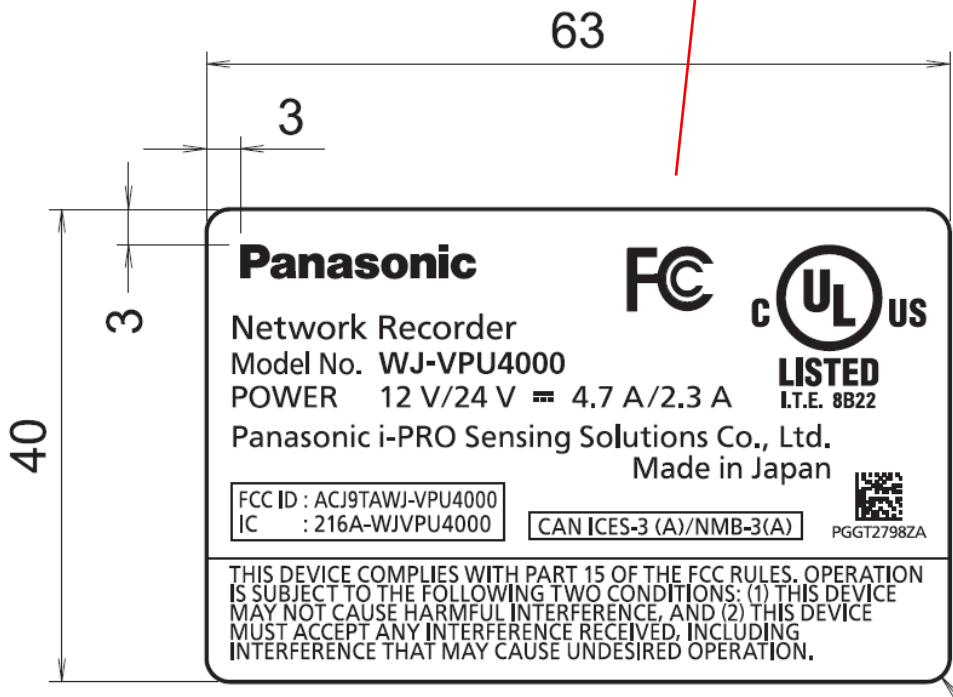 63
3
3
40
Panasonic
FC
C UL US
LISTED
I.T.E. 8B22
Network Recorder
Model No. WJ-VPU4000
POWER 12 V/24 V ⎓ 4.7 A/2.3 A
Panasonic i-PRO Sensing Solutions Co., Ltd.
Made in Japan
FCC ID : ACJ9TAWJ-VPU4000
IC : 216A-WJVPU4000
CAN ICES-3 (A)/NMB-3(A)
PGGT2798ZA
THIS DEVICE COMPLIES WITH PART 15 OF THE FCC RULES. OPERATION
IS SUBJECT TO THE FOLLOWING TWO CONDITIONS: (1) THIS DEVICE
MAY NOT CAUSE HARMFUL INTERFERENCE, AND (2) THIS DEVICE
MUST ACCEPT ANY INTERFERENCE RECEIVED, INCLUDING
INTERFERENCE THAT MAY CAUSE UNDESIRED OPERATION.